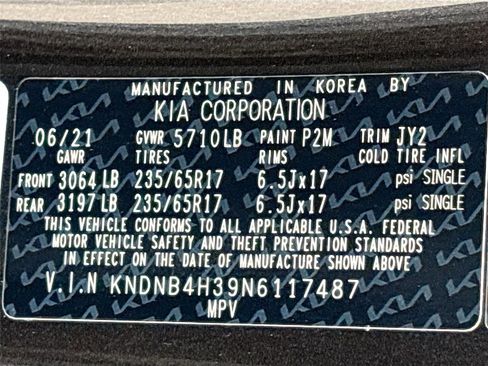 MANUFACTURED IN KOREA BY
KIA CORPORATION
06/21 GVWR 5710LB PAINT P2M TRIM JY2
GAWR TIRES RIMS COLD TIRE INFL
FRONT 3064 LB 235/65R17 6.5Jx17 psi SINGLE
REAR 3197 LB 235/65R17 6.5Jx17 psi SINGLE
THIS VEHICLE CONFORMS TO ALL APPLICABLE U.S.A. FEDERAL
MOTOR VEHICLE SAFETY AND THEFT PREVENTION STANDARDS
IN EFFECT ON THE DATE OF MANUFACTURE SHOWN ABOVE
V.I.N KNDNB4H39N6117487
MPV